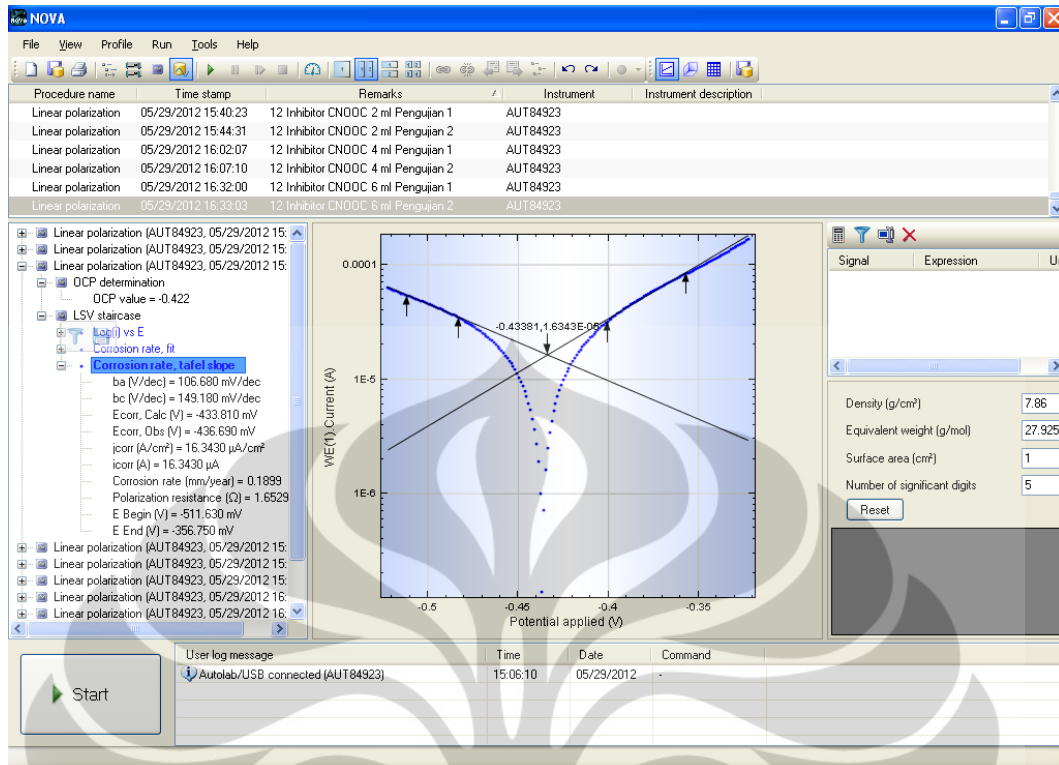 NOVA
File View Profile Run Tools Help
Procedure name Time stamp Remarks Instrument Instrument description
Linear polarization 05/29/2012 15:40:23 12 Inhibitor CNOOC 2 ml Pengujian 1 AUT84923
Linear polarization 05/29/2012 15:44:31 12 Inhibitor CNOOC 2 ml Pengujian 2 AUT84923
Linear polarization 05/29/2012 16:02:07 12 Inhibitor CNOOC 4 ml Pengujian 1 AUT84923
Linear polarization 05/29/2012 16:07:10 12 Inhibitor CNOOC 4 ml Pengujian 2 AUT84923
Linear polarization 05/29/2012 16:32:00 12 Inhibitor CNOOC 6 ml Pengujian 1 AUT84923
Linear polarization 05/29/2012 16:33:03 12 Inhibitor CNOOC 6 ml Pengujian 2 AUT84923
Linear polarization (AUT84923, 05/29/2012 15:
Linear polarization (AUT84923, 05/29/2012 15:
Linear polarization (AUT84923, 05/29/2012 15:
OCP determination
OCP value = -0.422
LSV staircase
Log(i) vs E
Corrosion rate, fit
Corrosion rate, tafel slope
ba (V/dec) = 106.680 mV/dec
bc (V/dec) = 149.180 mV/dec
Ecorr, Calc (V) = -433.810 mV
Ecorr, Obs (V) = -436.690 mV
jcorr (A/cm²) = 16.3430 µA/cm²
icorr (A) = 16.3430 µA
Corrosion rate (mm/year) = 0.1899
Polarization resistance (Ω) = 1.6529
E Begin (V) = -511.630 mV
E End (V) = -356.750 mV
Linear polarization (AUT84923, 05/29/2012 15:
Linear polarization (AUT84923, 05/29/2012 15:
Linear polarization (AUT84923, 05/29/2012 15:
Linear polarization (AUT84923, 05/29/2012 16:
Linear polarization (AUT84923, 05/29/2012 16:
WE(1).Current (A)
0.0001
1E-5
1E-6
-0.43381,1.6343E-05
-0.5 -0.45 -0.4 -0.35
Potential applied (V)
Signal Expression U
Density (g/cm³) 7.86
Equivalent weight (g/mol) 27.925
Surface area (cm²) 1
Number of significant digits 5
Reset
Start
User log message Time Date Command
Autolab/USB connected (AUT84923) 15:06:10 05/29/2012 -